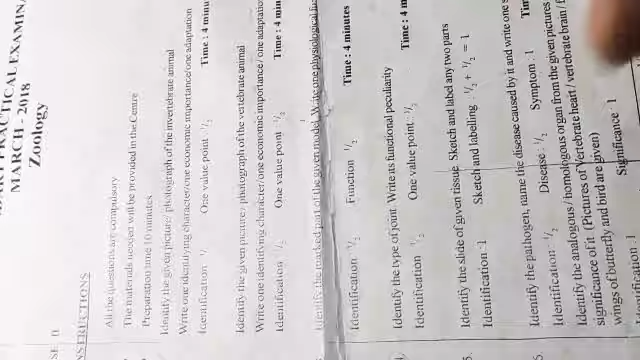 PRACTICAL EXAMINA
MARCH - 2018
Zoology
INSTRUCTIONS
All the questions are compulsory
The materials needed will be provided in the Centre
Preparation time 10 minutes
Identify the given picture/ photograph of the invertebrate animal
Write one identifying character/one economic importance/one adaptation
Identification One value point : 1/2 Time : 4 minu
Identify the given picture / photograph of the vertebrate animal
Write one identifying character/one economic importance/ one adaptatio
Identification : 1/2 One value point : 1/2 Time : 4 min
Identify the marked part of the given model. Write one physiological
Identification 1/2 Function 1/2 Time : 4 minutes
Identify the type of joint. Write its functional peculiarity
Identification 1/2 One value point : 1/2 Time : 4 m
5. Identify the slide of given tissue. Sketch and label any two parts
Identification : 1 Sketch and labelling : 1/2 + 1/2 = 1
Identify the pathogen, name the disease caused by it and write one s
Identification : 1/2 Disease : 1/2 Symptom : 1 Tim
Identify the analogous / homologous organ from the given pictures
significance of it (Pictures of Vertebrate heart / vertebrate brain / f
wings of butterfly and bird are given)
Identification : 1 Significance : 1